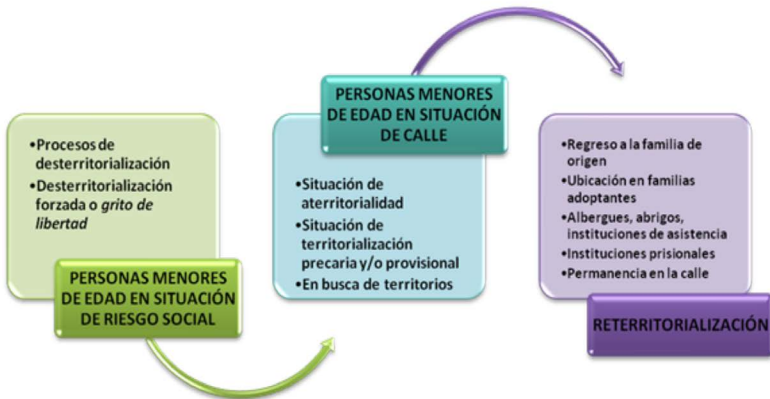 •Procesos de
desterritorialización
•Desterritorialización
forzada o grito de
libertad
PERSONAS MENORES
DE EDAD EN SITUACIÓN
DE RIESGO SOCIAL
PERSONAS MENORES
DE EDAD EN SITUACIÓN
DE CALLE
•Situación de
aterritorialidad
•Situación de
territorialización
precaria y/o provisional
•En busca de territorios
•Regreso a la familia de
origen
•Ubicación en familias
adoptantes
•Albergues, abrigos,
instituciones de asistencia
•Instituciones prisionales
•Permanencia en la calle
RETERRITORIALIZACIÓN